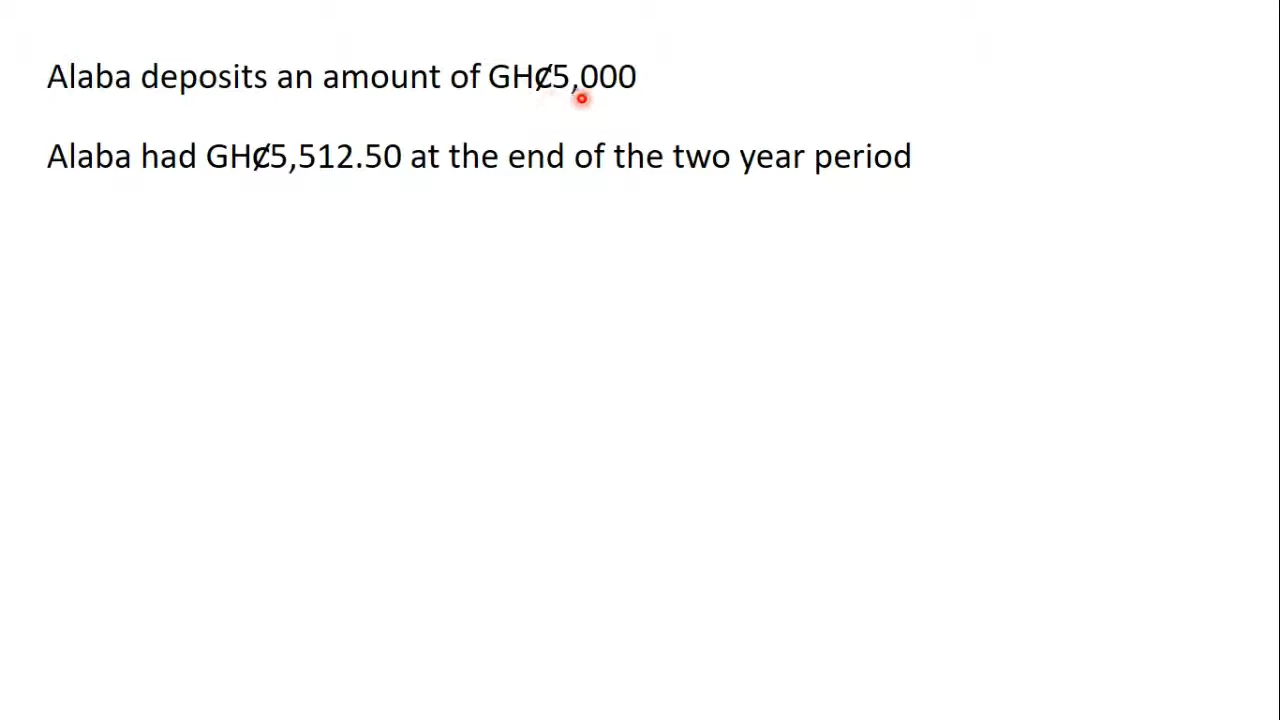 Alaba deposits an amount of GH₵5,000
Alaba had GH₵5,512.50 at the end of the two year period